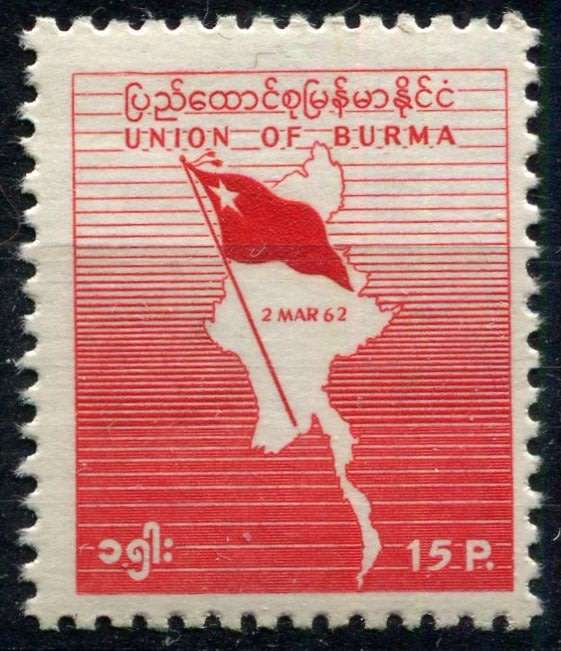 ပြည်ထောင်စုမြန်မာနိုင်ငံ
UNION OF BURMA
2 MAR 62
၁၅ါး
15 P.